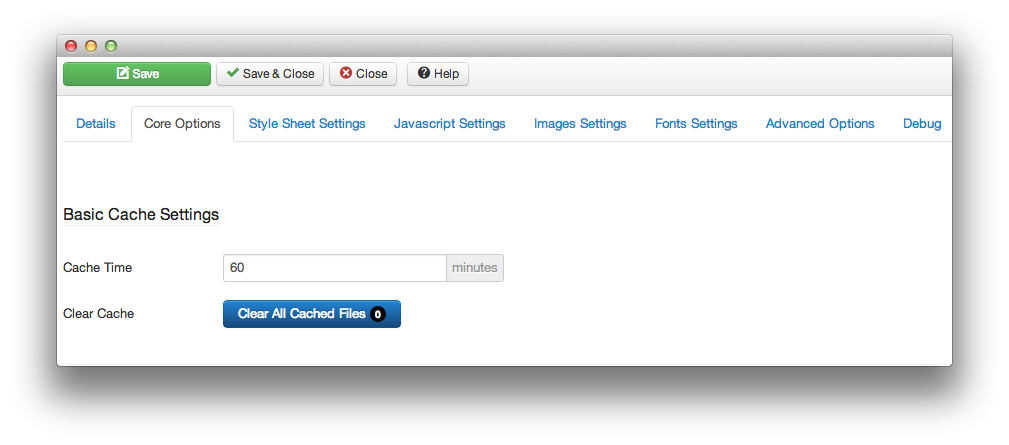 Save Save & Close Close Help
Details Core Options Style Sheet Settings Javascript Settings Images Settings Fonts Settings Advanced Options Debug
Basic Cache Settings
Cache Time 60 minutes
Clear Cache Clear All Cached Files 0